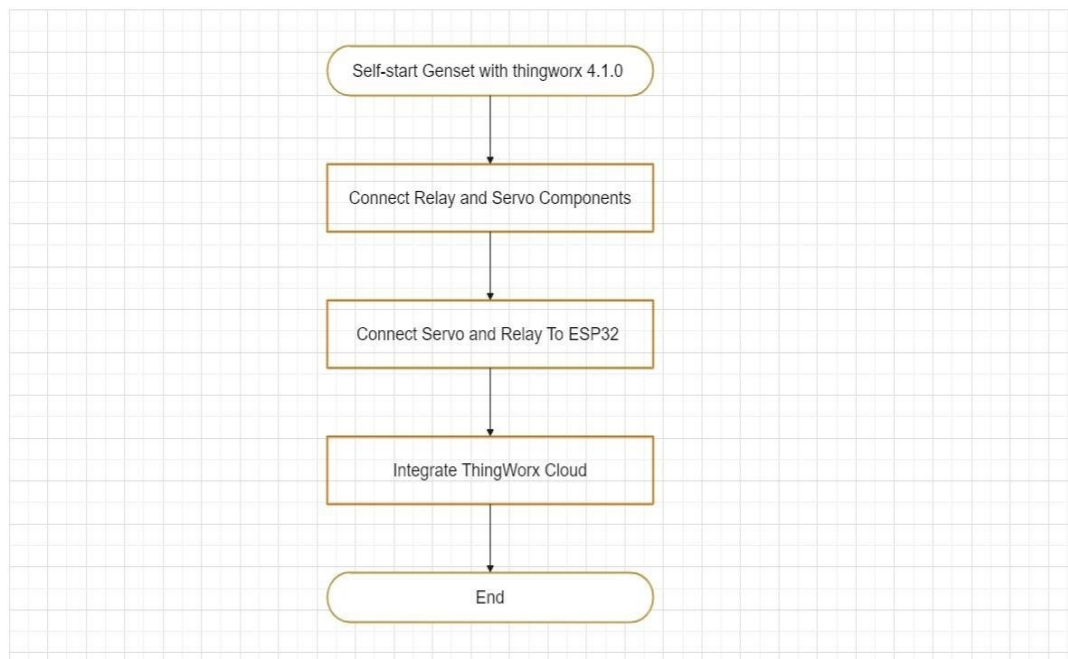 Self-start Genset with thingworx 4.1.0
Connect Relay and Servo Components
Connect Servo and Relay To ESP32
Integrate ThingWorx Cloud
End